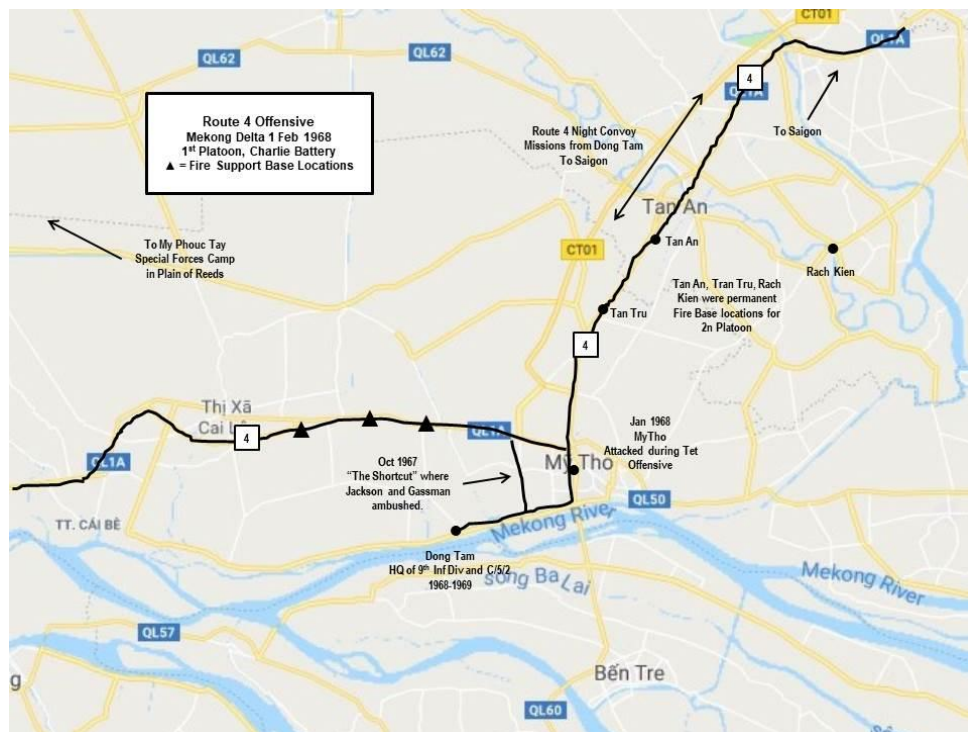 CT01
QL1A
QL62
QL62
4
QL1A
Route 4 Offensive
Mekong Delta 1 Feb 1968
1st Platoon, Charlie Battery
▲ = Fire Support Base Locations
Route 4 Night Convoy
Missions from Dong Tam
To Saigon
To Saigon
Tan An
Tan An
To My Phouc Tay
Special Forces Camp
in Plain of Reeds
CT01
Rach Kien
Tan An, Tran Tru, Rach
Kien were permanent
Fire Base locations for
2n Platoon
Tan Tru
4
Thị Xã
Cai Lậ
4
QL1A
Jan 1968
MyTho
Attacked during Tet
Offensive
QL1A
Oct 1967
“The Shortcut” where
Jackson and Gassman
ambushed.
Mỹ Tho
QL50
TT. CÁI BÈ
Mekong River
Dong Tam
HQ of 9th Inf Div and C/5/2
1968-1969
sông Ba Lai
Mekong River
QL57
Bến Tre
g
QL60